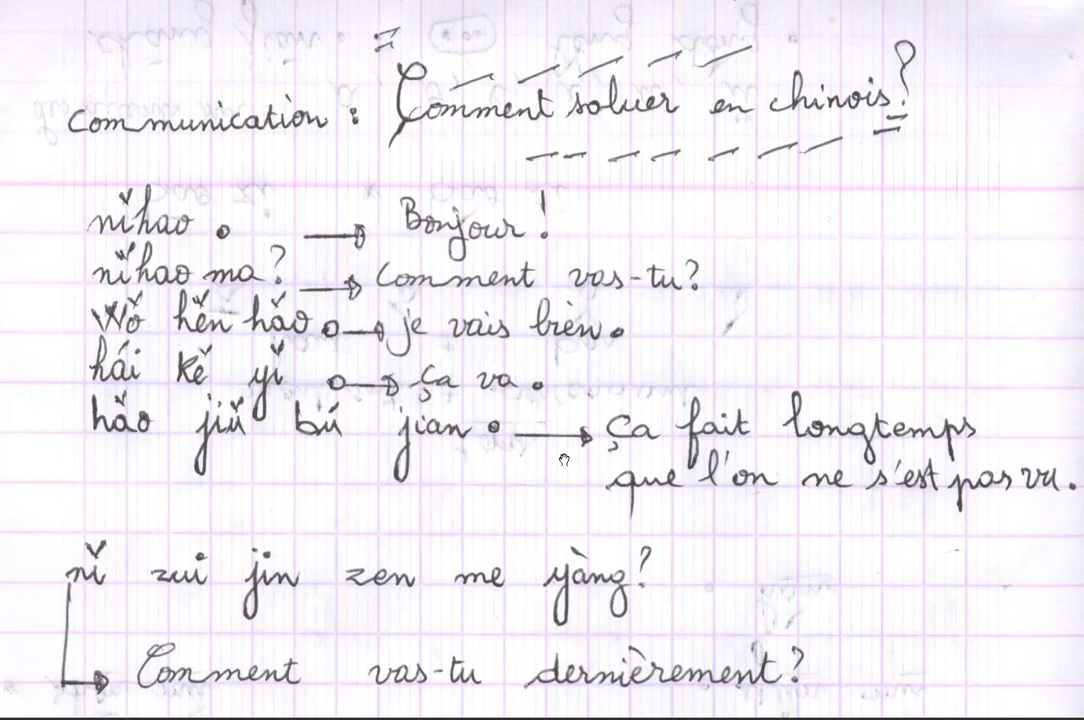 communication : Comment saluer en chinois?
nǐhao. → Bonjour!
nǐhao ma? → Comment vas-tu?
Wǒ hěn hǎo o→ je vais bien.
hái kě yǐ o→ ça va.
hǎo jiǔ bú jian. → Ça fait longtemps
que l'on ne s'est pas vu.
nǐ zui jin zen me yàng?
→ Comment vas-tu dernièrement?